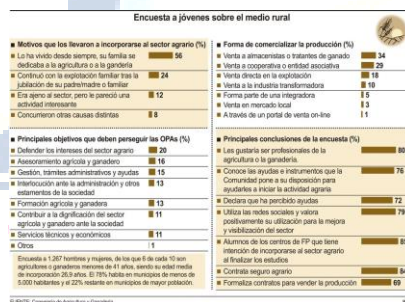 Encuesta a jóvenes sobre el medio rural
Motivos que los llevaron a incorporarse al sector agrario (%)
Lo ha vivido desde siempre, su familia se
dedicaba a la agricultura o a la ganadería
56
Continuó con la explotación familiar tras la
jubilación de su padre/madre o familiar
24
Era ajeno al sector, pero le pareció una
actividad interesante
12
Concurrieron otras causas distintas
8
Forma de comercializar la producción (%)
Venta a almacenistas o tratantes de ganado 34
Venta a cooperativa o entidad asociativa 29
Venta directa en la explotación 18
Venta a la industria transformadora 10
Forma parte de una integradora 5
Venta en mercado local 3
A través de un portal de venta on-line 1
Principales objetivos que deben perseguir las OPAs (%)
Defender los intereses del sector agrario 20
Asesoramiento agrícola y ganadero 16
Gestión, trámites administrativos y ayudas 15
Interlocución ante la administración y otros 13
estamentos de la sociedad
Formación agrícola y ganadera 13
Contribuir a la dignificación del sector 11
agrícola y ganadero ante la sociedad
Servicios técnicos y económicos 11
Otros 1
Encuesta a 1.267 hombres y mujeres, de los que 6 de cada 10 son
agricultores o ganaderos menores de 41 años, siendo su edad media
de incorporación 26,9 años. El 78% habita en municipios de menos de
5.000 habitantes y el 22% restante en municipios de mayor población.
Principales conclusiones de la encuesta (%)
Les gustaría ser profesionales de la 80
agricultura o la ganadería
Conoce las ayudas e instrumentos que la 76
Comunidad pone a su disposición para
ayudarles a iniciar la actividad agraria
Declara que ha percibido ayudas 72
Utiliza las redes sociales y valora 79
positivamente su utilización para la mejora
y visibilización del sector
Alumnos de los centros de FP que tiene
intención de incorporarse al sector agrario
al finalizar los estudios
Contrata seguro agrario 84
Formaliza contratos para vender la producción 69